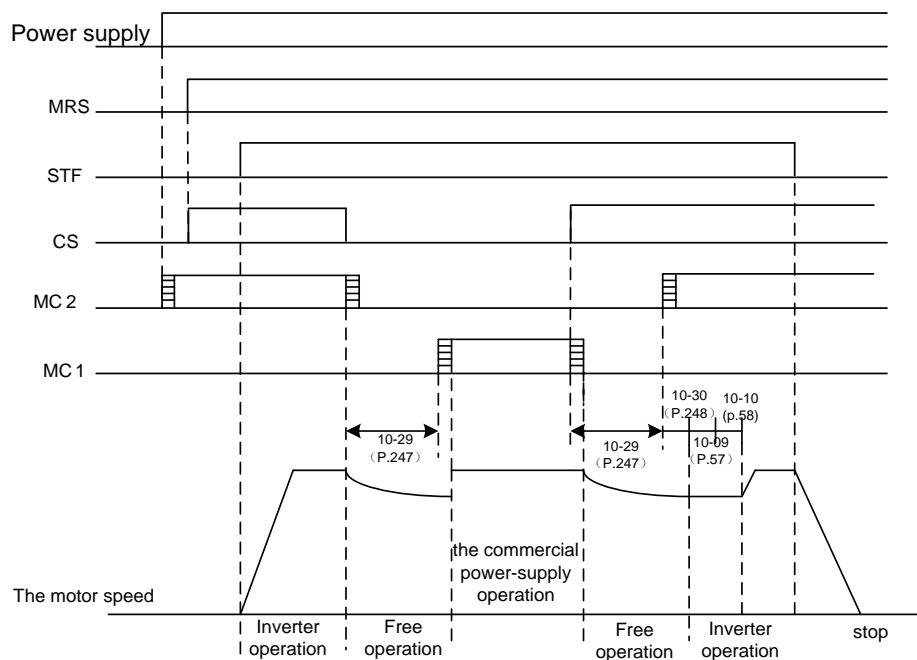 Power supply
MRS
STF
CS
MC 2
MC 1
10-29
（P.247）
10-29
（P.247）
10-30
（P.248）
10-09
（P.57）
10-10
(p.58)
the commercial
power-supply
operation
The motor speed
Inverter
operation
Free
operation
Free
operation
Inverter
operation
stop